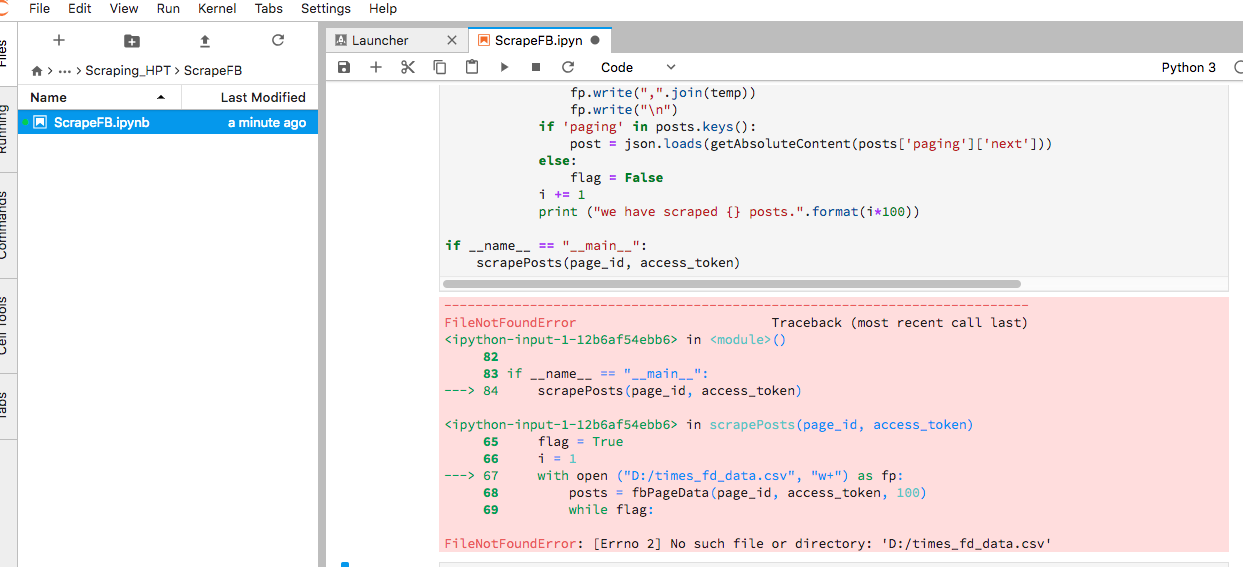 File Edit View Run Kernel Tabs Settings Help
Files
Running
Commands
Cell Tools
Tabs
··· > Scraping_HPT > ScrapeFB
Name Last Modified
ScrapeFB.ipynb a minute ago
Launcher
ScrapeFB.ipyn
Code Python 3
fp.write(",".join(temp))
fp.write("\n")
if 'paging' in posts.keys():
post = json.loads(getAbsoluteContent(posts['paging']['next']))
else:
flag = False
i += 1
print ("we have scraped {} posts.".format(i*100))
if __name__ == "__main__":
scrapePosts(page_id, access_token)
---------------------------------------------------------------------------
FileNotFoundError Traceback (most recent call last)
<ipython-input-1-12b6af54ebb6> in <module>()
82
83 if __name__ == "__main__":
---> 84 scrapePosts(page_id, access_token)
<ipython-input-1-12b6af54ebb6> in scrapePosts(page_id, access_token)
65 flag = True
66 i = 1
---> 67 with open ("D:/times_fd_data.csv", "w+") as fp:
68 posts = fbPageData(page_id, access_token, 100)
69 while flag:
FileNotFoundError: [Errno 2] No such file or directory: 'D:/times_fd_data.csv'